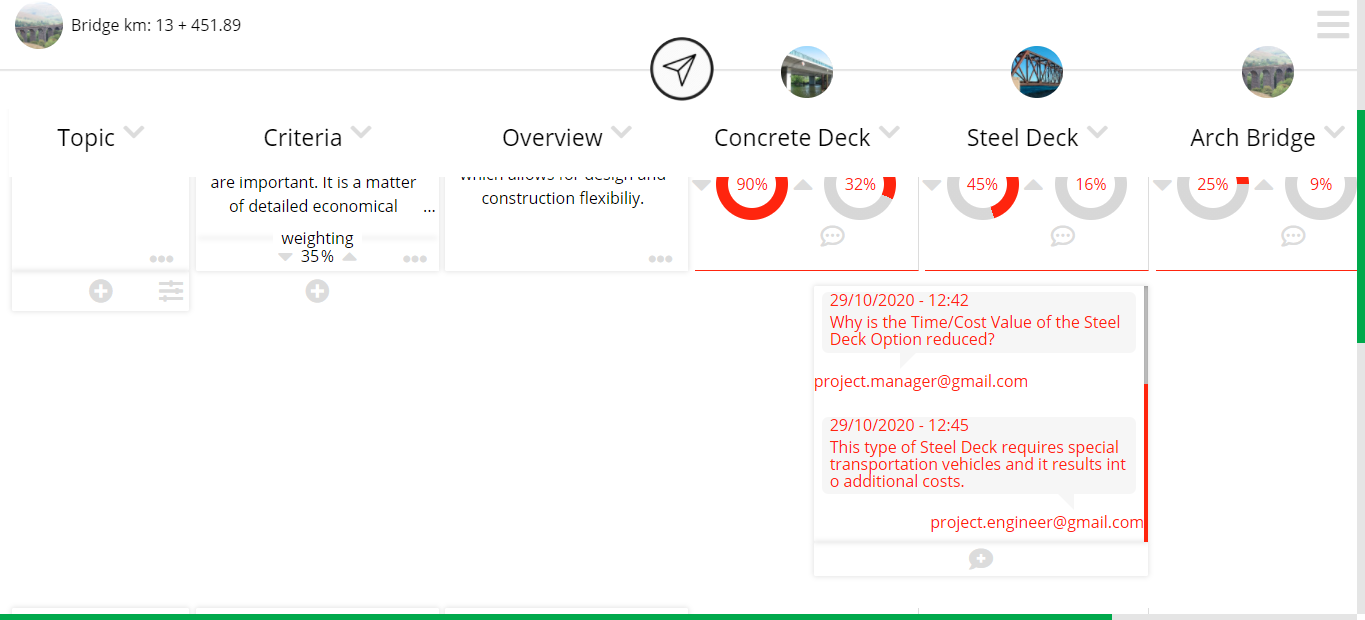 Bridge km: 13 + 451.89
Topic
Criteria
Overview
Concrete Deck
Steel Deck
Arch Bridge
are important. It is a matter
of detailed economical ...
weighting
35%
which allows for design and
construction flexibiliy.
90%
32%
45%
16%
25%
9%
29/10/2020 - 12:42
Why is the Time/Cost Value of the Steel
Deck Option reduced?
project.manager@gmail.com
29/10/2020 - 12:45
This type of Steel Deck requires special
transportation vehicles and it results int
o additional costs.
project.engineer@gmail.com